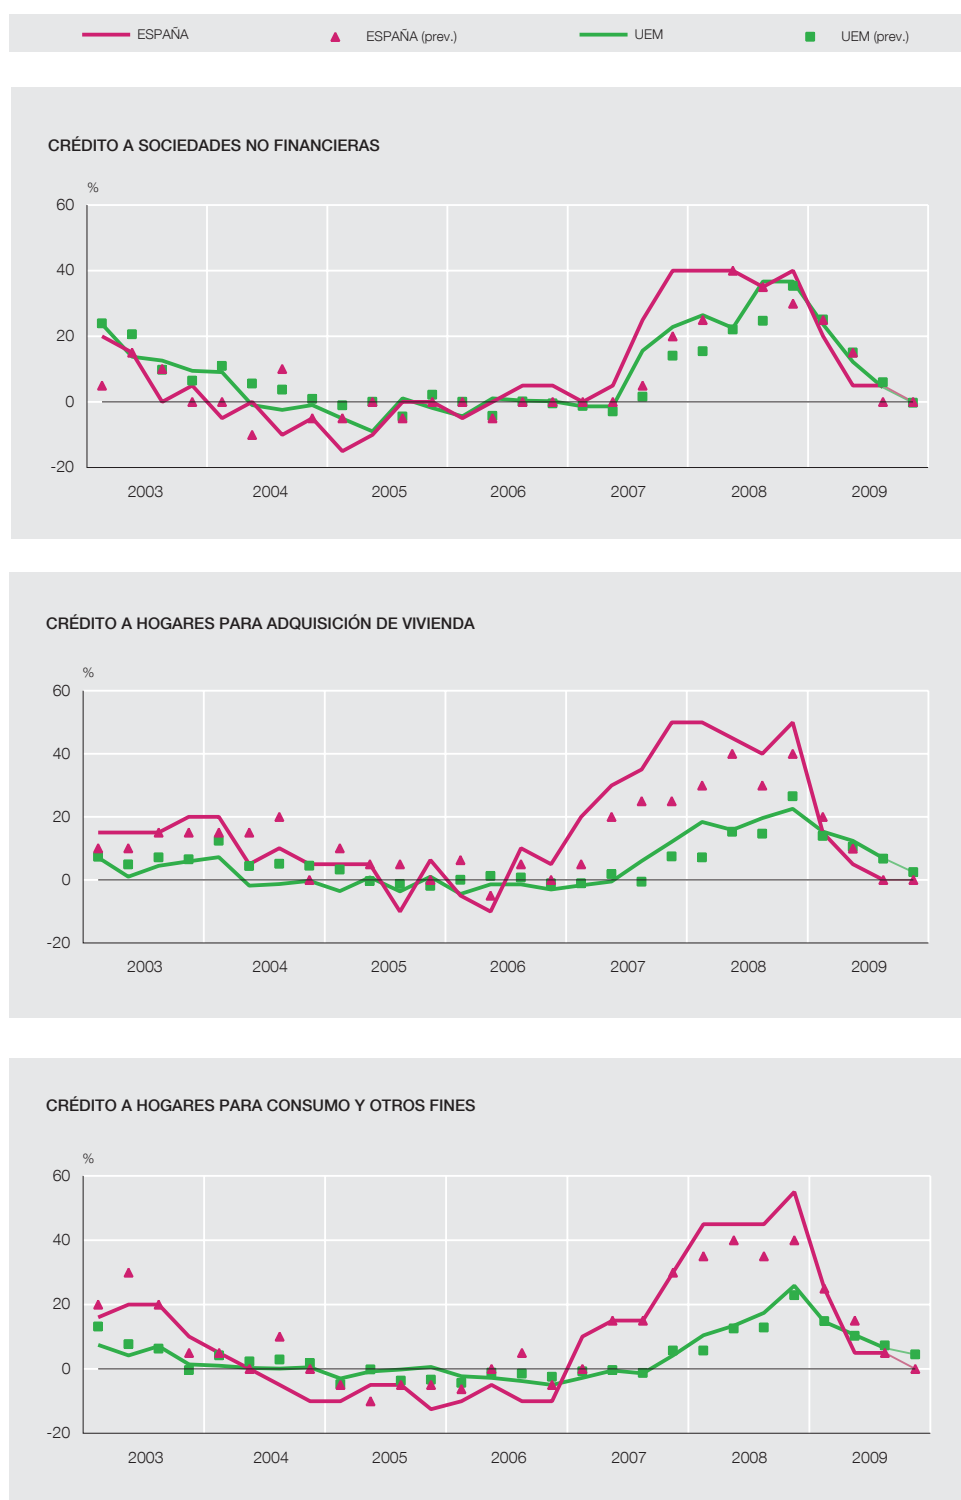 ESPAÑA ESPAÑA (prev.) UEM UEM (prev.)
CRÉDITO A SOCIEDADES NO FINANCIERAS
%
60
40
20
0
-20
2003 2004 2005 2006 2007 2008 2009
CRÉDITO A HOGARES PARA ADQUISICIÓN DE VIVIENDA
%
60
40
20
0
-20
2003 2004 2005 2006 2007 2008 2009
CRÉDITO A HOGARES PARA CONSUMO Y OTROS FINES
%
60
40
20
0
-20
2003 2004 2005 2006 2007 2008 2009